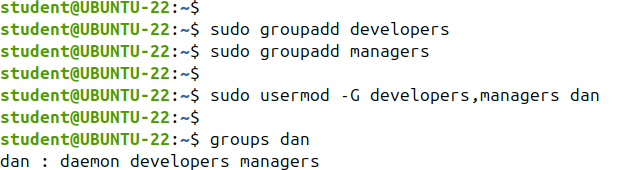 student@UBUNTU-22:~$
student@UBUNTU-22:~$ sudo groupadd developers
student@UBUNTU-22:~$ sudo groupadd managers
student@UBUNTU-22:~$
student@UBUNTU-22:~$ sudo usermod -G developers,managers dan
student@UBUNTU-22:~$
student@UBUNTU-22:~$ groups dan
dan : daemon developers managers